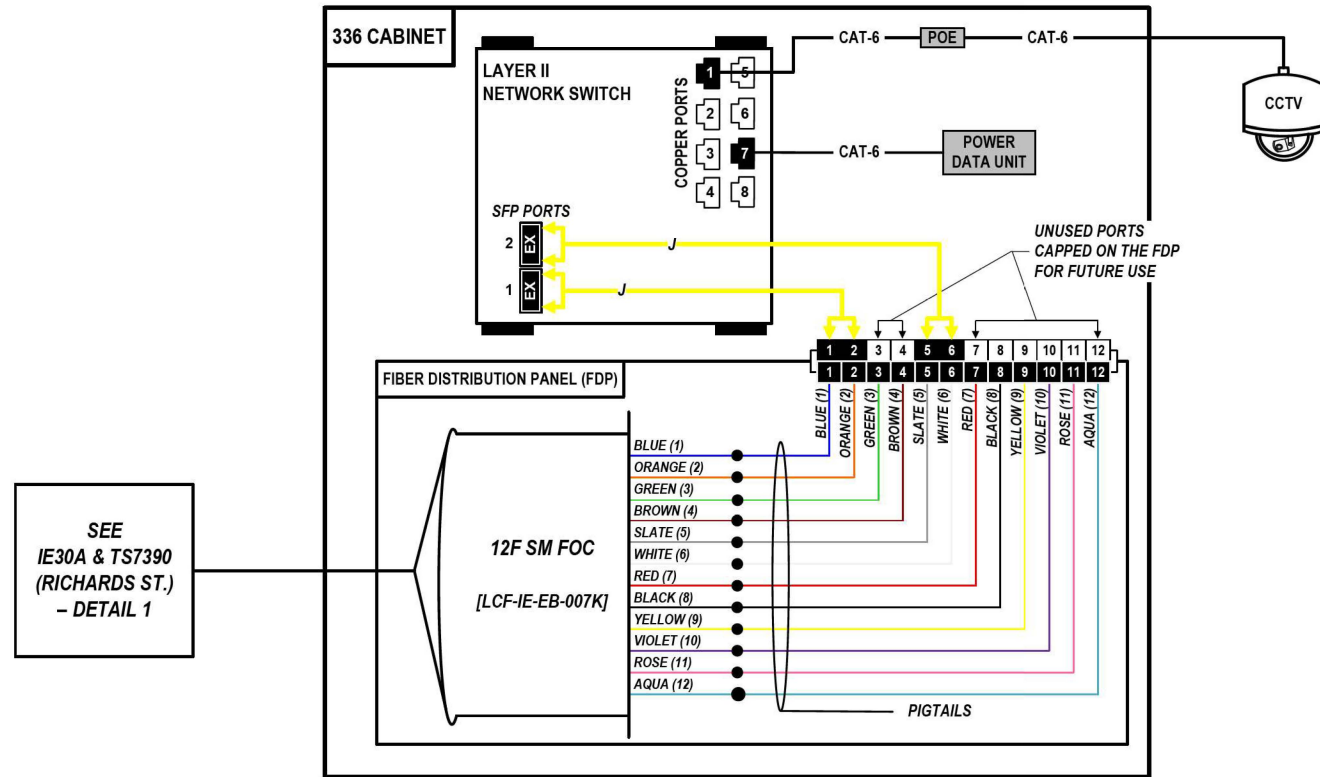 336 CABINET
LAYER II
NETWORK SWITCH
COPPER PORTS
1 5
2 6
3 7
4 8
CAT-6
POE
CAT-6
CCTV
CAT-6
POWER
DATA UNIT
SFP PORTS
2 EX
1 EX
J
J
UNUSED PORTS
CAPPED ON THE FDP
FOR FUTURE USE
1 2 3 4 5 6 7 8 9 10 11 12
1 2 3 4 5 6 7 8 9 10 11 12
FIBER DISTRIBUTION PANEL (FDP)
BLUE (1)
ORANGE (2)
GREEN (3)
BROWN (4)
SLATE (5)
WHITE (6)
RED (7)
BLACK (8)
YELLOW (9)
VIOLET (10)
ROSE (11)
AQUA (12)
BLUE (1)
ORANGE (2)
GREEN (3)
BROWN (4)
SLATE (5)
WHITE (6)
RED (7)
BLACK (8)
YELLOW (9)
VIOLET (10)
ROSE (11)
AQUA (12)
12F SM FOC
[LCF-IE-EB-007K]
SEE
IE30A & TS7390
(RICHARDS ST.)
– DETAIL 1
PIGTAILS